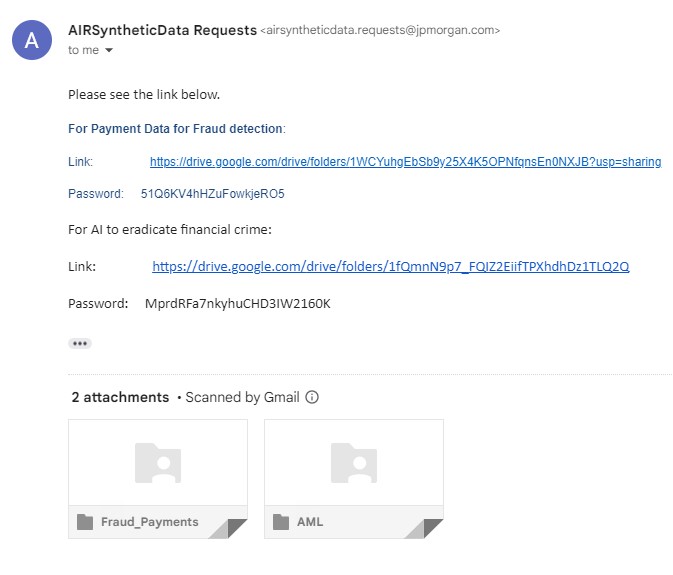 A
AIRSyntheticData Requests <airsyntheticdata.requests@jpmorgan.com>
to me
Please see the link below.
For Payment Data for Fraud detection:
Link: https://drive.google.com/drive/folders/1WCYuhgEbSb9y25X4K5OPNfqnsEn0NXJB?usp=sharing
Password: 51Q6KV4hHZuFowkjeRO5
For AI to eradicate financial crime:
Link: https://drive.google.com/drive/folders/1fQmnN9p7_FQIZ2EiifTPXhdhDz1TLQ2Q
Password: MprdRFa7nkyhuCHD3IW2160K
2 attachments • Scanned by Gmail
Fraud_Payments
AML